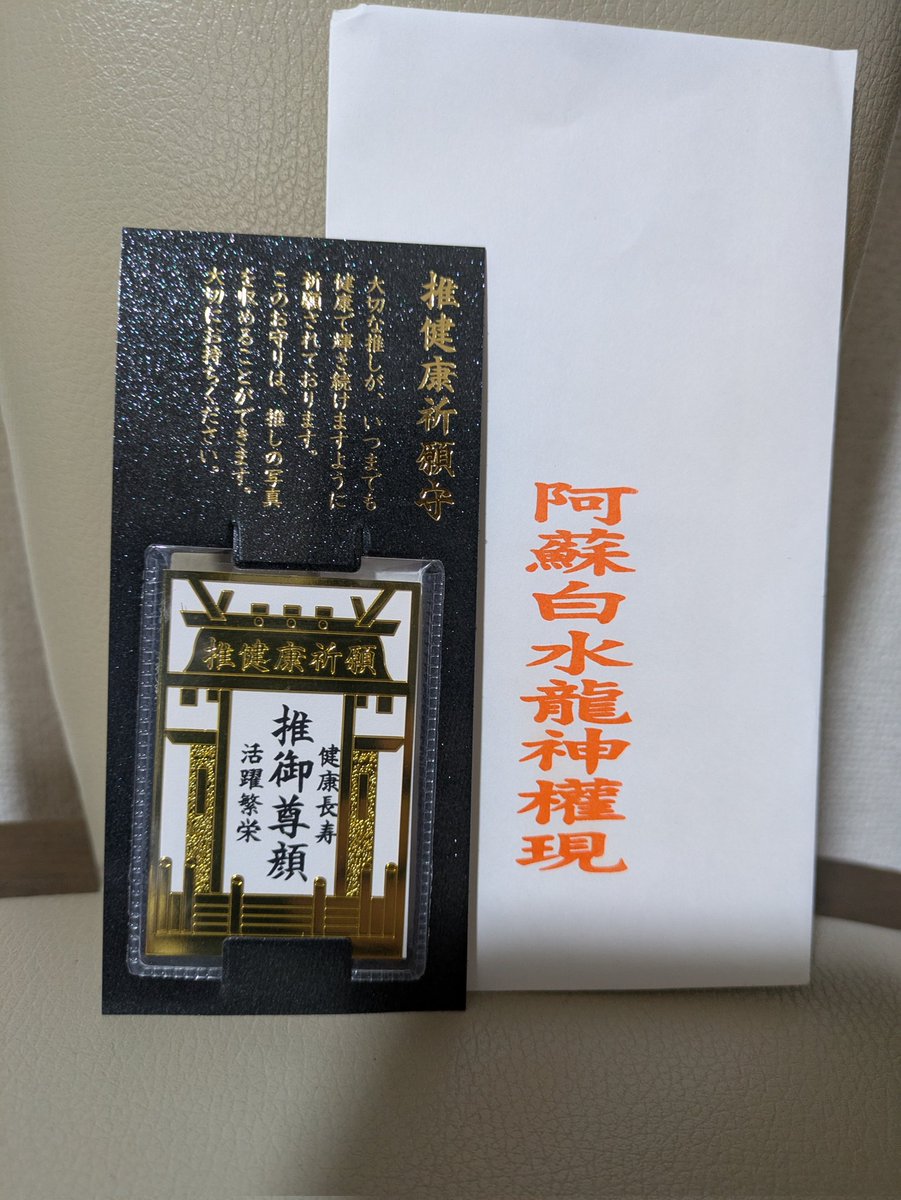 推健康祈願守
大切な推しが、いつまでも
健康で輝き続けますように
祈願されております。
このお守りは、推しの写真
を収めることができます。
大切にお持ちください。
推健康祈願
健康長寿
推御尊顔
活躍繁栄
阿蘇白水龍神權現